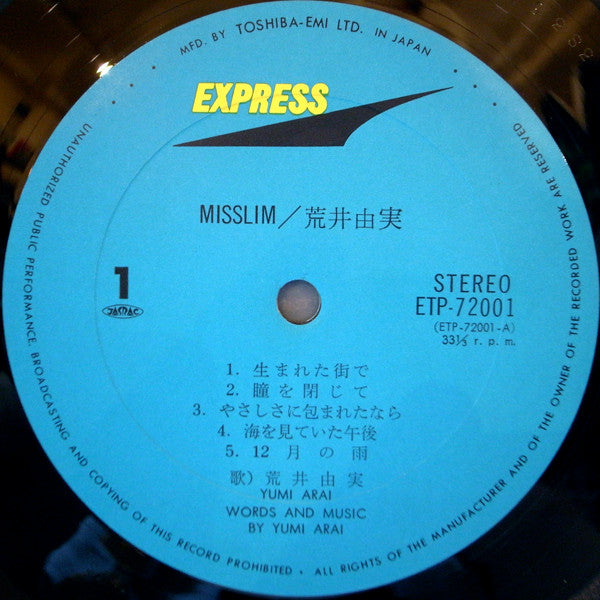 MFD. BY TOSHIBA-EMI LTD. IN JAPAN
EXPRESS
MISSLIM/荒井由実
1
JASRAC
STEREO
ETP-72001
(ETP-72001-A)
33⅓ r. p. m.
1. 生まれた街で
2. 瞳を閉じて
3. やさしさに包まれたなら
4. 海を見ていた午後
5. 12月の雨
歌) 荒井由実
YUMI ARAI
WORDS AND MUSIC
BY YUMI ARAI
UNAUTHORIZED PUBLIC PERFORMANCE, BROADCASTING AND COPYING OF THIS RECORD PROHIBITED • ALL RIGHTS OF THE MANUFACTURER AND OF THE OWNER OF THE RECORDED WORK ARE RESERVED